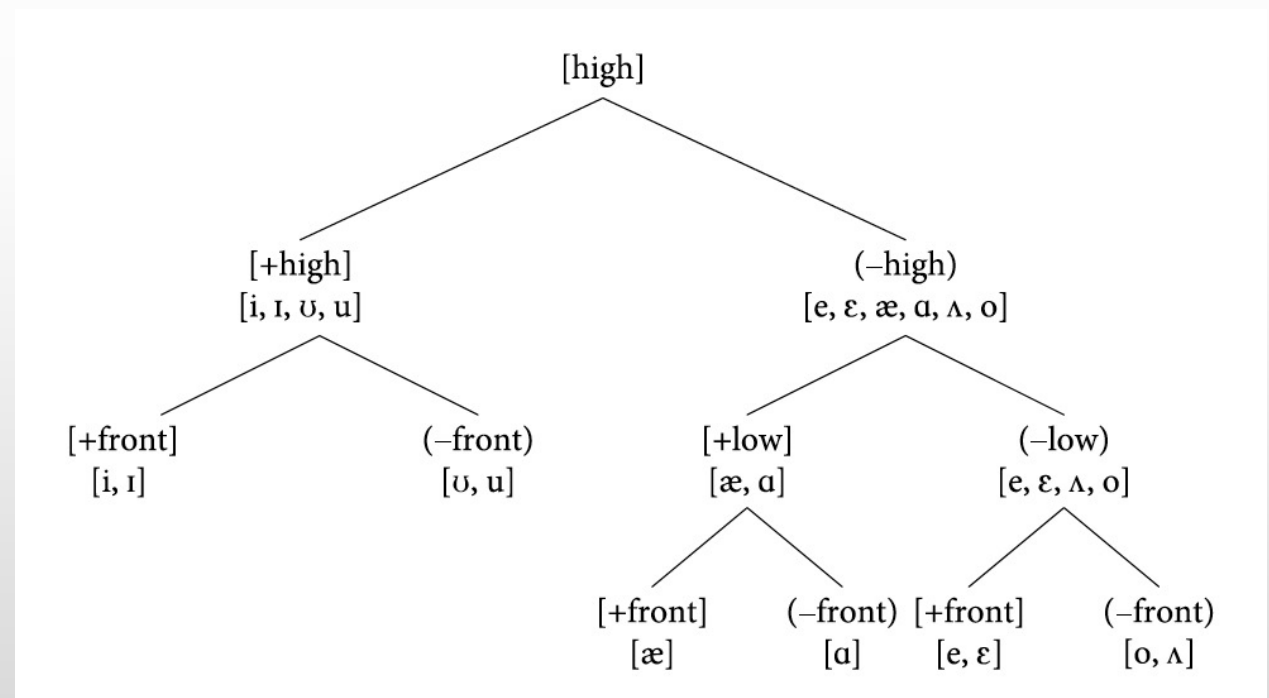 [high]
[+high] (–high)
[i, ɪ, ʊ, u] [e, ɛ, æ, ɑ, ʌ, o]
[+front] (–front) [+low] (–low)
[i, ɪ] [ʊ, u] [æ, ɑ] [e, ɛ, ʌ, o]
[+front] (–front) [+front] (–front)
[æ] [ɑ] [e, ɛ] [o, ʌ]